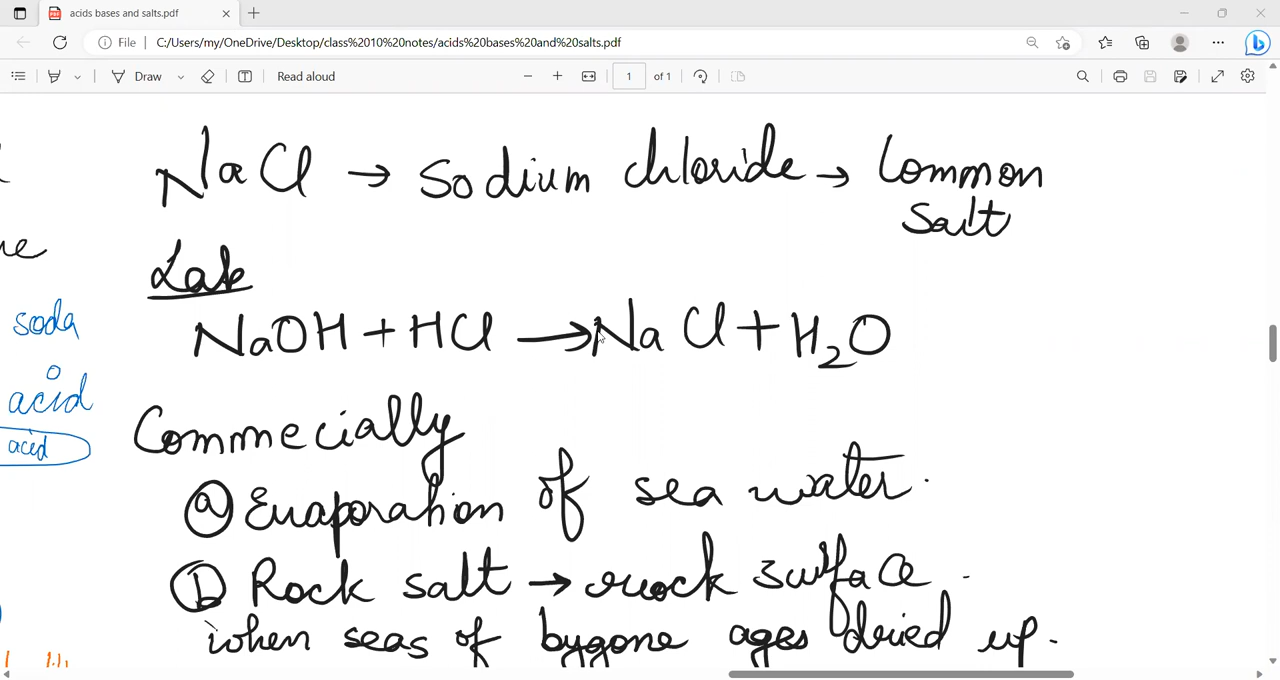 acids bases and salts.pdf
File | C:/Users/my/OneDrive/Desktop/class%2010%20notes/acids%20bases%20and%20salts.pdf
Draw
Read aloud
1 of 1
NaCl → Sodium chloride → Common
Salt
Lab
NaOH + HCl → NaCl + H₂O
soda
acid
acid
Commecially
ⓐ Evaporation of sea water.
ⓑ Rock salt → rock surface.
when seas of bygone ages dried up.